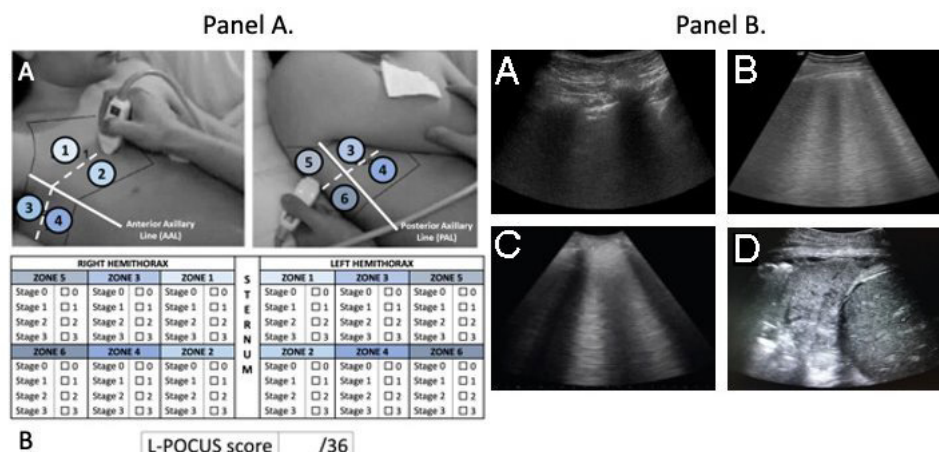 Panel A.
Panel B.
A
1
2
3
4
Anterior Axillary
Line (AAL)
5
3
4
6
Posterior Axillary
Line (PAL)
RIGHT HEMITHORAX
ZONE 5 ZONE 3 ZONE 1
Stage 0 0 Stage 0 0 Stage 0 0
Stage 1 1 Stage 1 1 Stage 1 1
Stage 2 2 Stage 2 2 Stage 2 2
Stage 3 3 Stage 3 3 Stage 3 3
ZONE 6 ZONE 4 ZONE 2
Stage 0 0 Stage 0 0 Stage 0 0
Stage 1 1 Stage 1 1 Stage 1 1
Stage 2 2 Stage 2 2 Stage 2 2
Stage 3 3 Stage 3 3 Stage 3 3
STERNUM
LEFT HEMITHORAX
ZONE 1 ZONE 3 ZONE 5
Stage 0 0 Stage 0 0 Stage 0 0
Stage 1 1 Stage 1 1 Stage 1 1
Stage 2 2 Stage 2 2 Stage 2 2
Stage 3 3 Stage 3 3 Stage 3 3
ZONE 2 ZONE 4 ZONE 6
Stage 0 0 Stage 0 0 Stage 0 0
Stage 1 1 Stage 1 1 Stage 1 1
Stage 2 2 Stage 2 2 Stage 2 2
Stage 3 3 Stage 3 3 Stage 3 3
B
L-POCUS score /36
A
B
C
D